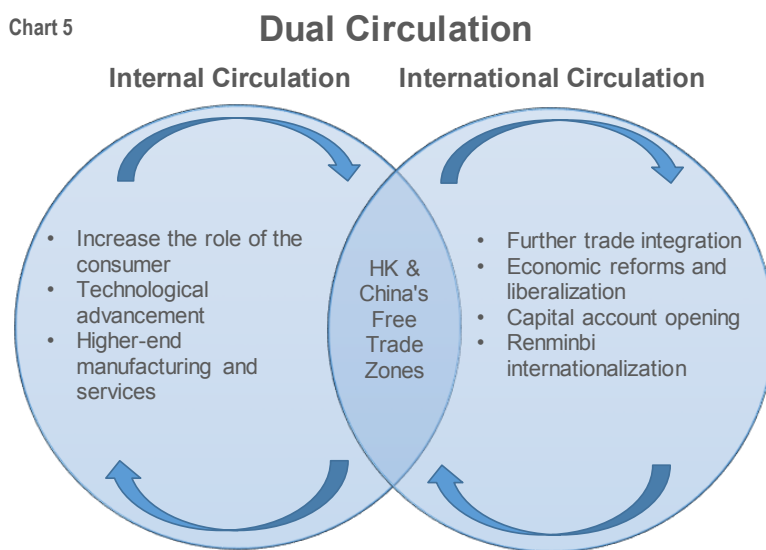 Chart 5
Dual Circulation
Internal Circulation
International Circulation
• Increase the role of the
consumer
• Technological
advancement
• Higher-end
manufacturing and
services
HK &
China's
Free
Trade
Zones
• Further trade integration
• Economic reforms and
liberalization
• Capital account opening
• Renminbi
internationalization